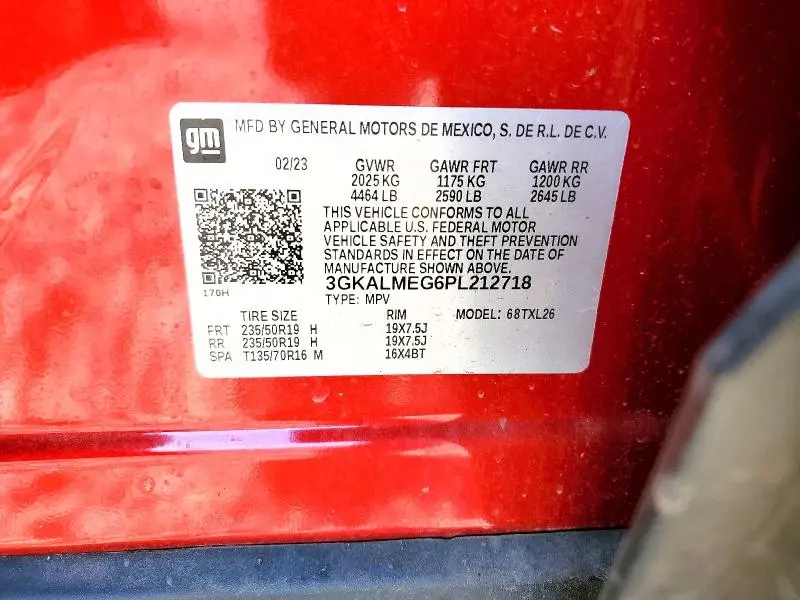 gm MFD BY GENERAL MOTORS DE MEXICO, S. DE R.L. DE C.V.
02/23 GVWR GAWR FRT GAWR RR
2025 KG 1175 KG 1200 KG
4464 LB 2590 LB 2645 LB
THIS VEHICLE CONFORMS TO ALL
APPLICABLE U.S. FEDERAL MOTOR
VEHICLE SAFETY AND THEFT PREVENTION
STANDARDS IN EFFECT ON THE DATE OF
MANUFACTURE SHOWN ABOVE.
170H 3GKALMEG6PL212718
TYPE: MPV MODEL: 68TXL26
TIRE SIZE RIM
FRT 235/50R19 H 19X7.5J
RR 235/50R19 H 19X7.5J
SPA T135/70R16 M 16X4BT